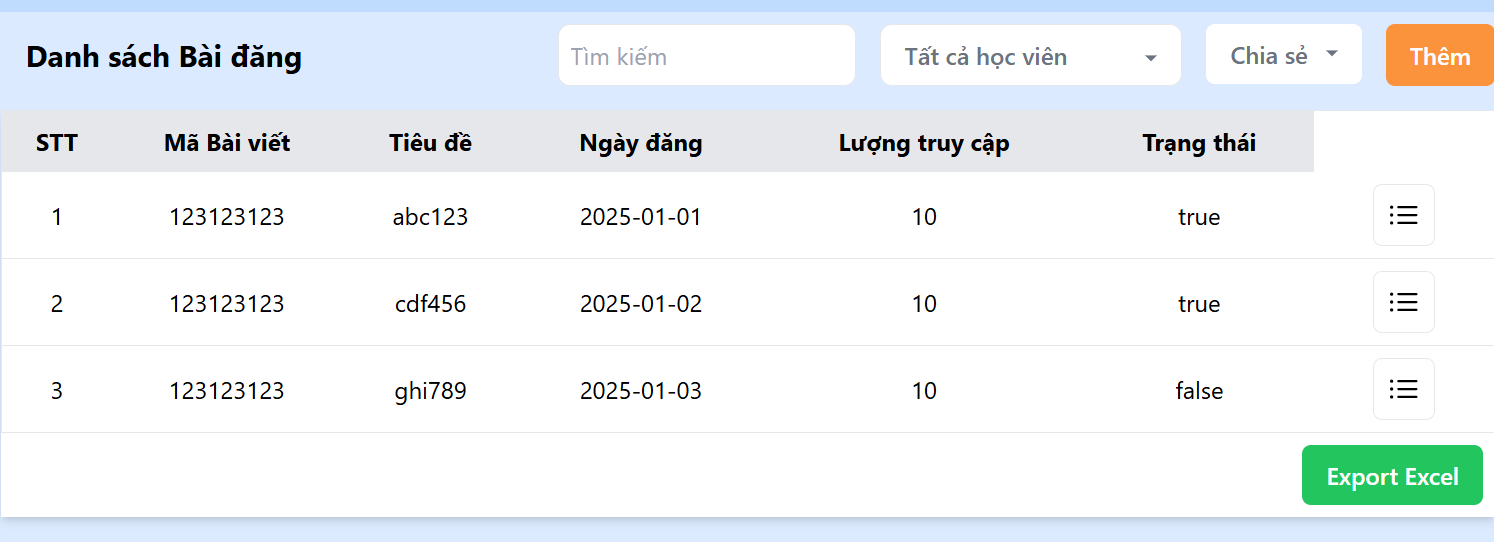 Danh sách Bài đăng Tìm kiếm Tất cả học viên Chia sẻ Thêm
STT Mã Bài viết Tiêu đề Ngày đăng Lượng truy cập Trạng thái
1 123123123 abc123 2025-01-01 10 true
2 123123123 cdf456 2025-01-02 10 true
3 123123123 ghi789 2025-01-03 10 false
Export Excel